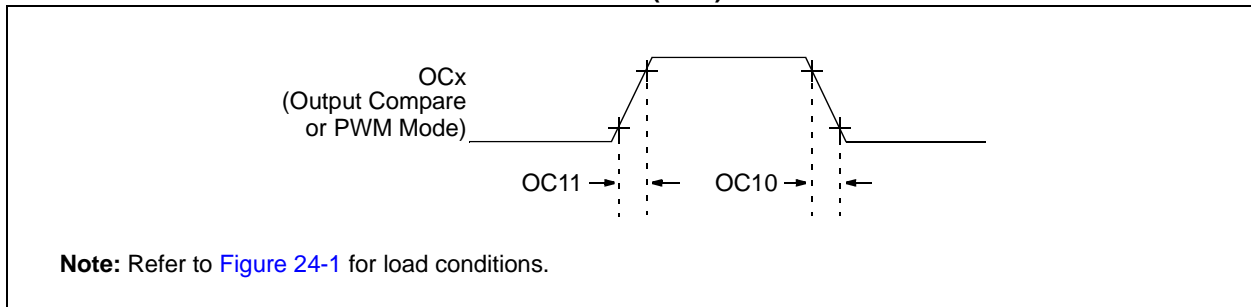 OCx
(Output Compare
or PWM Mode)
OC11
OC10
Note: Refer to Figure 24-1 for load conditions.